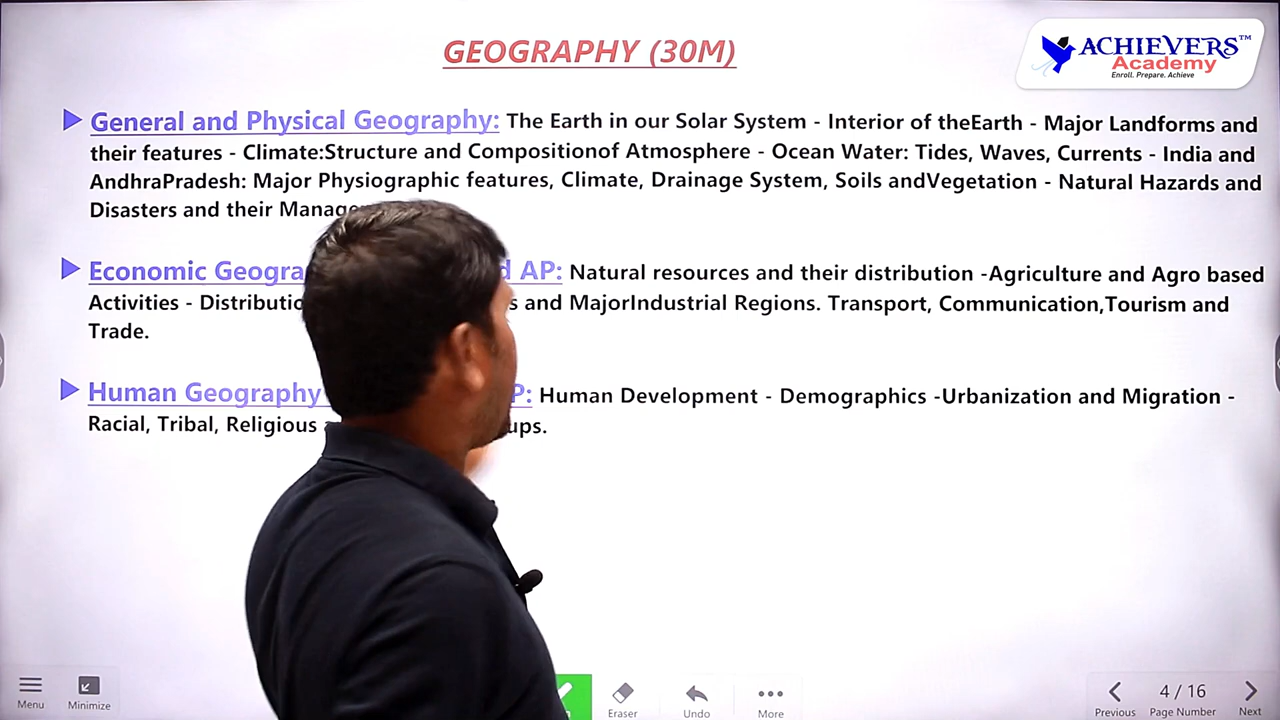 GEOGRAPHY (30M)
ACHIEVERS™
Academy
Enroll. Prepare. Achieve
General and Physical Geography: The Earth in our Solar System - Interior of theEarth - Major Landforms and
their features - Climate:Structure and Compositionof Atmosphere - Ocean Water: Tides, Waves, Currents - India and
AndhraPradesh: Major Physiographic features, Climate, Drainage System, Soils andVegetation - Natural Hazards and
Disasters and their
Economic AP: Natural resources and their distribution -Agriculture and Agro based
Activities - and MajorIndustrial Regions. Transport, Communication,Tourism and
Trade.
Human Geography Human Development - Demographics -Urbanization and Migration -
Racial, Tribal, Religious
Menu
Minimize
Eraser
Undo
More
Previous
4 / 16
Page Number
Next